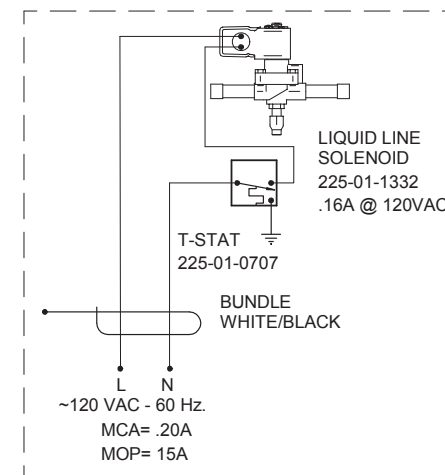 LIQUID LINE
SOLENOID
225-01-1332
.16A @ 120VAC
T-STAT
225-01-0707
BUNDLE
WHITE/BLACK
L N
~120 VAC - 60 Hz.
MCA= .20A
MOP= 15A